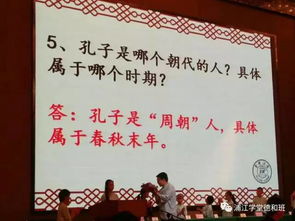 5、孔子是哪个朝代的人？具体
属于哪个时期？
答：孔子是“周朝”人，具体
属于春秋末年。
浦江学堂德和班